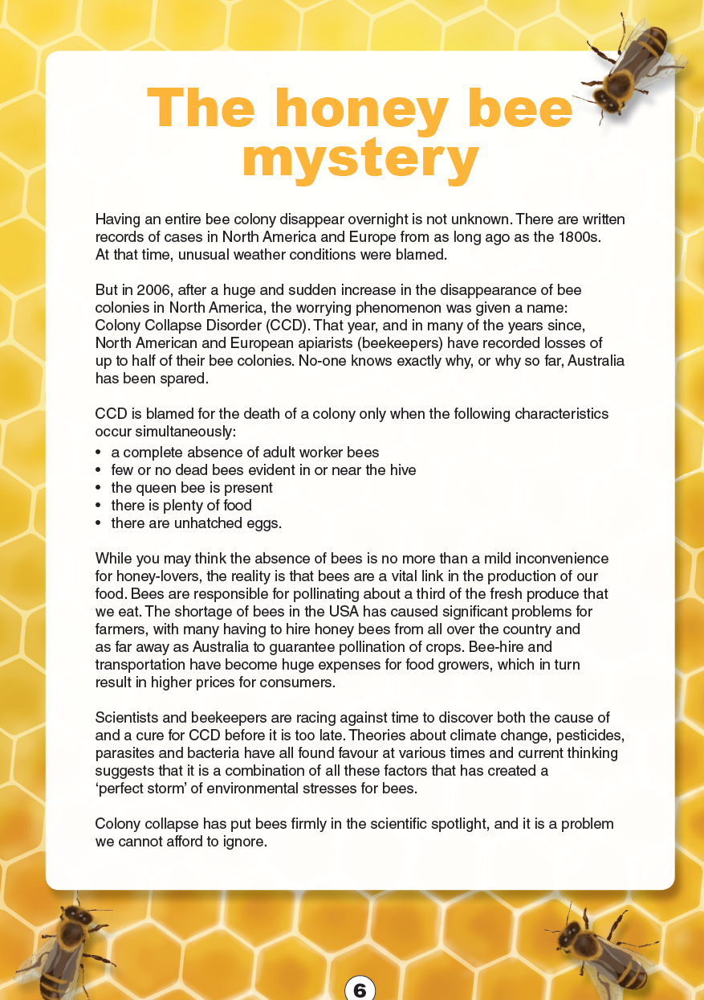 The honey bee
mystery
Having an entire bee colony disappear overnight is not unknown. There are written
records of cases in North America and Europe from as long ago as the 1800s.
At that time, unusual weather conditions were blamed.
But in 2006, after a huge and sudden increase in the disappearance of bee
colonies in North America, the worrying phenomenon was given a name:
Colony Collapse Disorder (CCD). That year, and in many of the years since,
North American and European apiarists (beekeepers) have recorded losses of
up to half of their bee colonies. No-one knows exactly why, or why so far, Australia
has been spared.
CCD is blamed for the death of a colony only when the following characteristics
occur simultaneously:
• a complete absence of adult worker bees
• few or no dead bees evident in or near the hive
• the queen bee is present
• there is plenty of food
• there are unhatched eggs.
While you may think the absence of bees is no more than a mild inconvenience
for honey-lovers, the reality is that bees are a vital link in the production of our
food. Bees are responsible for pollinating about a third of the fresh produce that
we eat. The shortage of bees in the USA has caused significant problems for
farmers, with many having to hire honey bees from all over the country and
as far away as Australia to guarantee pollination of crops. Bee-hire and
transportation have become huge expenses for food growers, which in turn
result in higher prices for consumers.
Scientists and beekeepers are racing against time to discover both the cause of
and a cure for CCD before it is too late. Theories about climate change, pesticides,
parasites and bacteria have all found favour at various times and current thinking
suggests that it is a combination of all these factors that has created a
‘perfect storm’ of environmental stresses for bees.
Colony collapse has put bees firmly in the scientific spotlight, and it is a problem
we cannot afford to ignore.
6